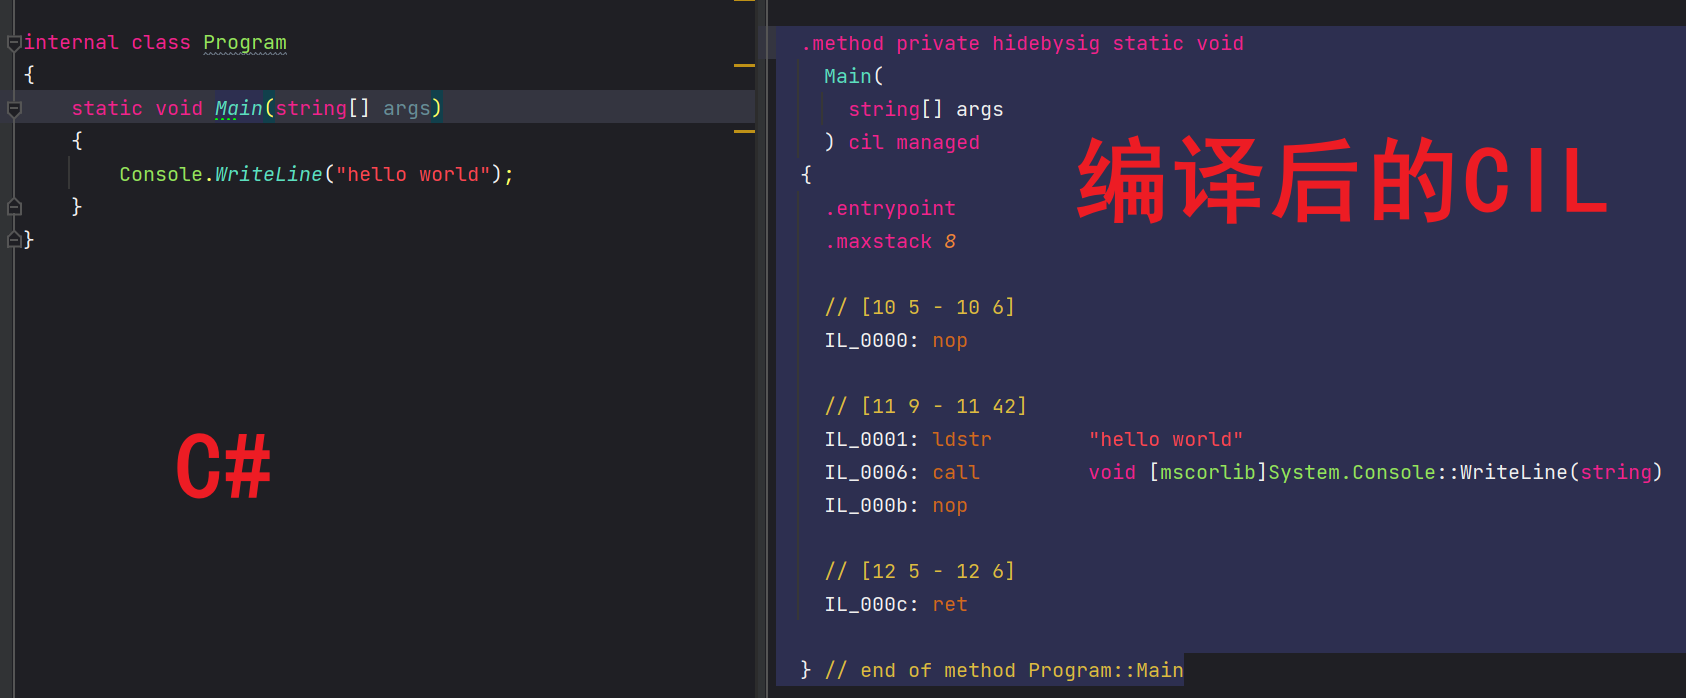 internal class Program
{
static void Main(string[] args)
{
Console.WriteLine("hello world");
}
}
C#
.method private hidebysig static void
Main(
string[] args
) cil managed
{
.entrypoint
.maxstack 8
// [10 5 - 10 6]
IL_0000: nop
// [11 9 - 11 42]
IL_0001: ldstr "hello world"
IL_0006: call void [mscorlib]System.Console::WriteLine(string)
IL_000b: nop
// [12 5 - 12 6]
IL_000c: ret
} // end of method Program::Main
编译后的CIL